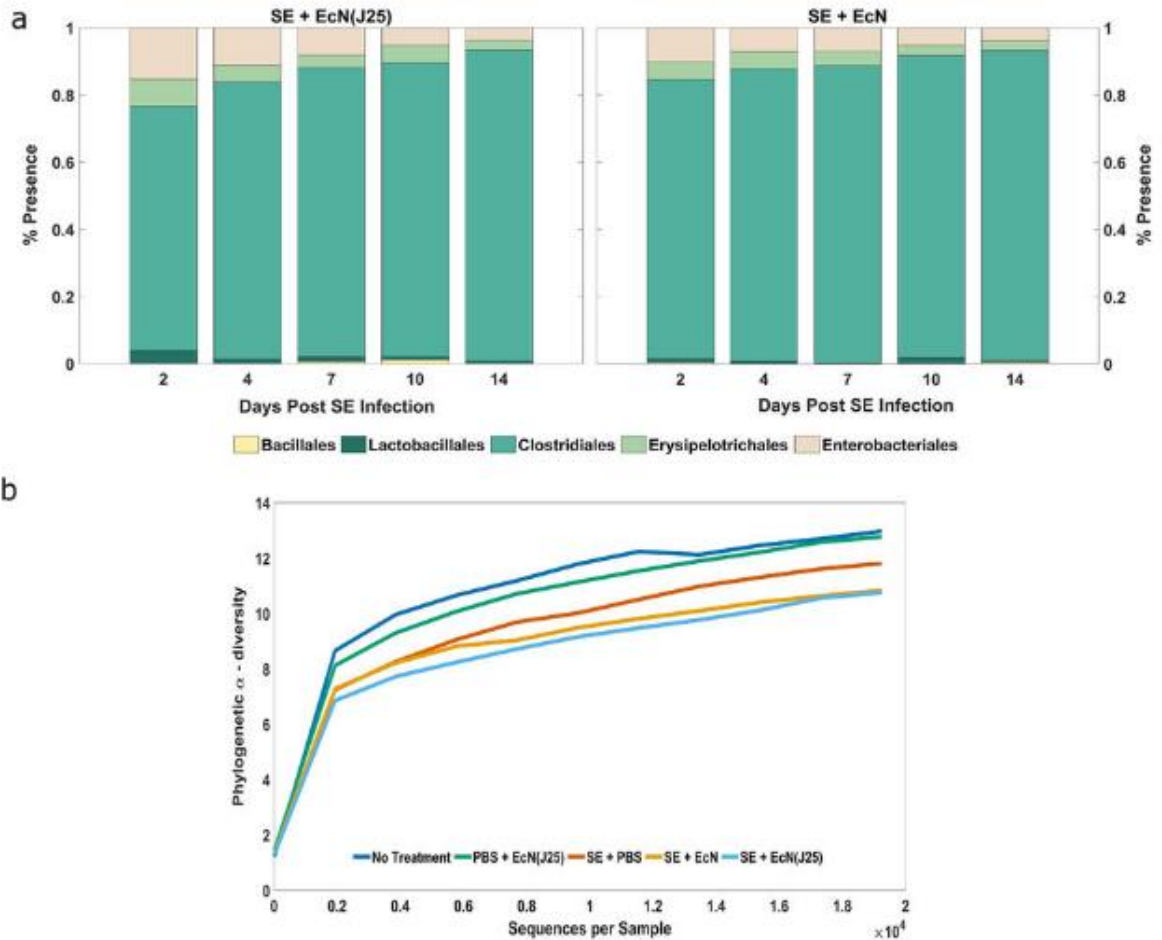 a
SE + EcN(J25)
SE + EcN
1
0.8
0.6
0.4
0.2
0
% Presence
1
0.8
0.6
0.4
0.2
0
% Presence
2 4 7 10 14
2 4 7 10 14
Days Post SE Infection
Days Post SE Infection
Bacillales Lactobacillales Clostridiales Erysipelotrichales Enterobacteriales
b
14
12
10
8
6
4
2
0
Phylogenetic α - diversity
No Treatment PBS + EcN(J25) SE + PBS SE + EcN SE + EcN(J25)
0 0.2 0.4 0.6 0.8 1 1.2 1.4 1.6 1.8 2
Sequences per Sample
×10⁴